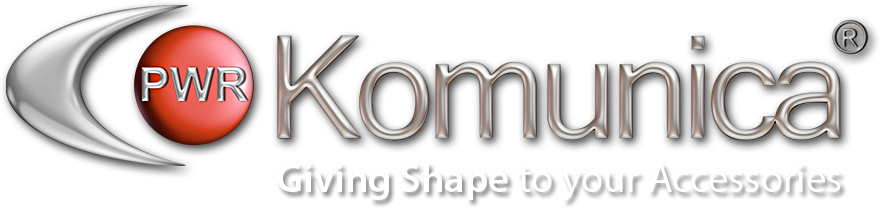 PWR Komunica®
Giving Shape to your Accessories